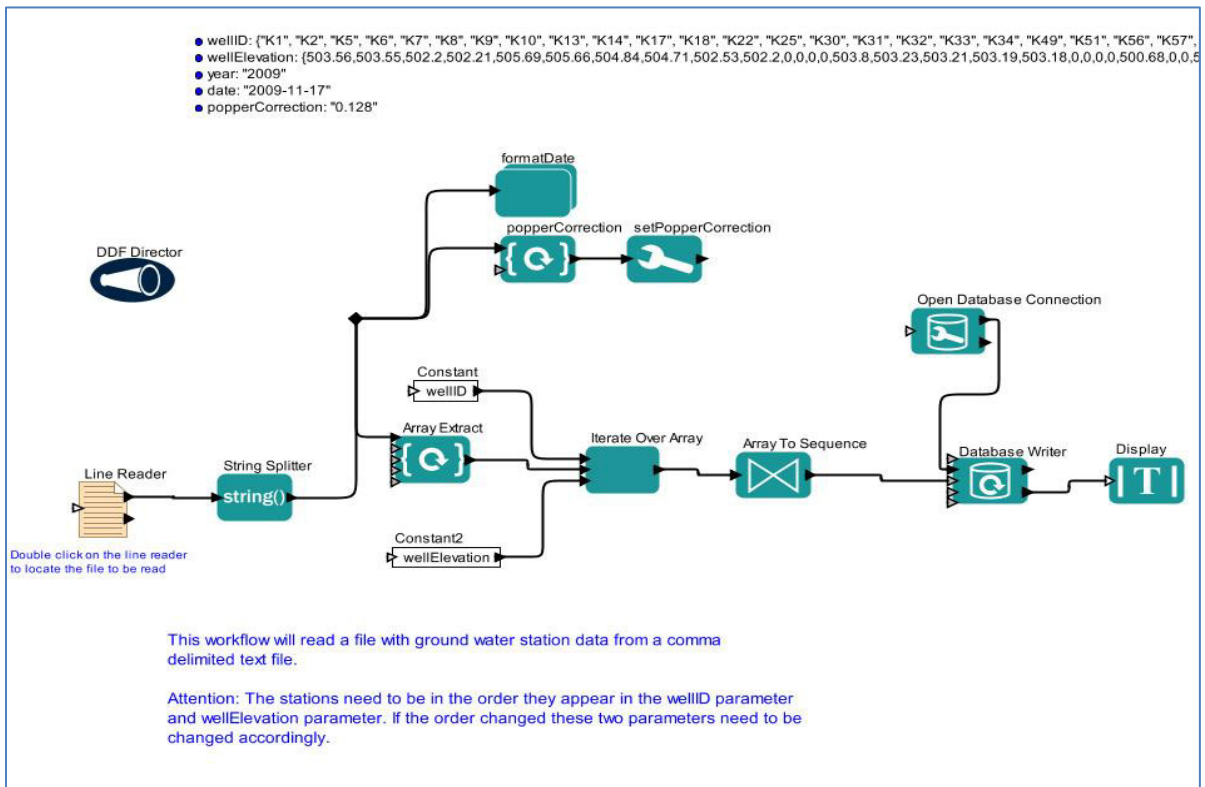 wellID: {"K1", "K2", "K5", "K6", "K7", "K8", "K9", "K10", "K13", "K14", "K17", "K18", "K22", "K25", "K30", "K31", "K32", "K33", "K34", "K49", "K51", "K56", "K57",
wellElevation: {503.56,503.55,502.2,502.21,505.69,505.66,504.84,504.71,502.53,502.2,0,0,0,0,503.8,503.23,503.21,503.19,503.18,0,0,0,0,500.68,0,0,5
year: "2009"
date: "2009-11-17"
popperCorrection: "0.128"
formatDate
popperCorrection
setPopperCorrection
DDF Director
Open Database Connection
Constant
wellID
Array Extract
Iterate Over Array
Array To Sequence
Database Writer
Display
T
Line Reader
String Splitter
string()
Constant2
wellElevation
Double click on the line reader
to locate the file to be read
This workflow will read a file with ground water station data from a comma
delimited text file.
Attention: The stations need to be in the order they appear in the wellID parameter
and wellElevation parameter. If the order changed these two parameters need to be
changed accordingly.